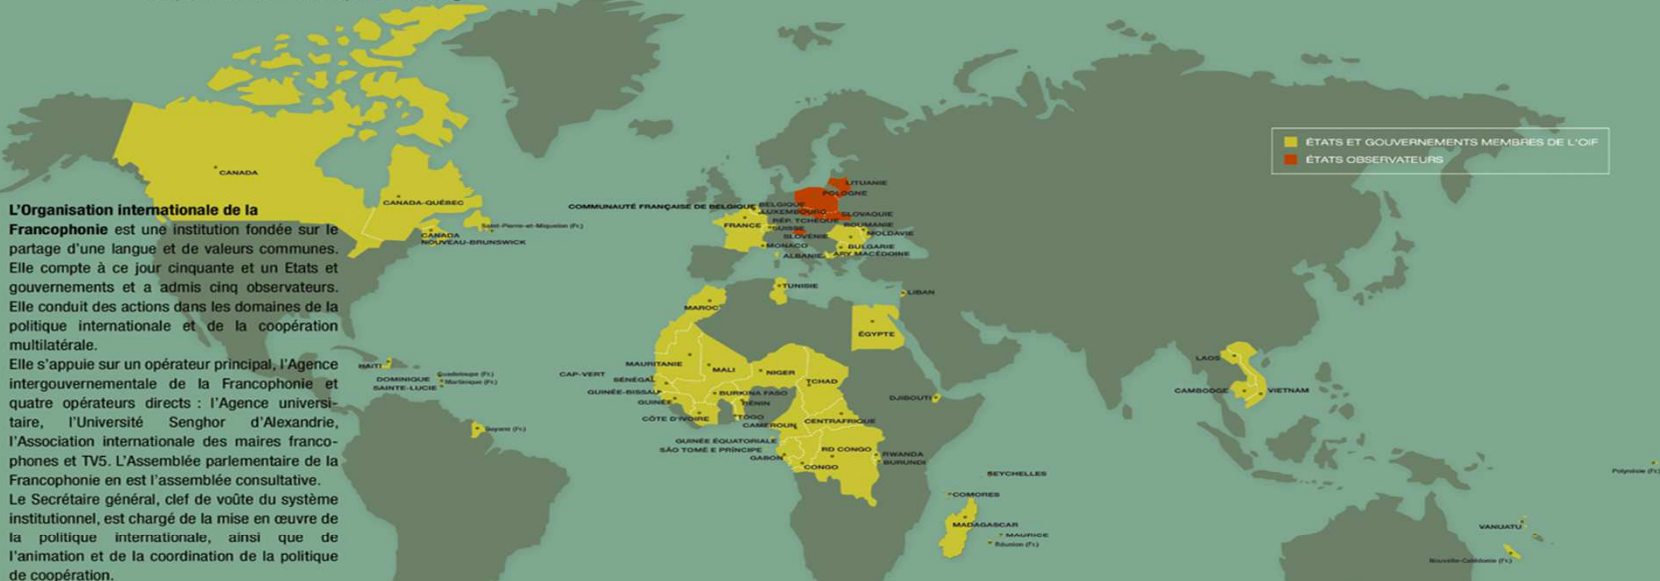 L'Organisation internationale de la
Francophonie est une institution fondée sur le
partage d'une langue et de valeurs communes.
Elle compte à ce jour cinquante et un Etats et
gouvernements et a admis cinq observateurs.
Elle conduit des actions dans les domaines de la
politique internationale et de la coopération
multilatérale.
Elle s'appuie sur un opérateur principal, l'Agence
intergouvernementale de la Francophonie et
quatre opérateurs directs : l'Agence universi-
taire, l'Université Senghor d'Alexandrie,
l'Association internationale des maires franco-
phones et TV5. L'Assemblée parlementaire de la
Francophonie en est l'assemblée consultative.
Le Secrétaire général, clef de voûte du système
institutionnel, est chargé de la mise en œuvre de
la politique internationale, ainsi que de
l'animation et de la coordination de la politique
de coopération.
ÉTATS ET GOUVERNEMENTS MEMBRES DE L'OIF
ÉTATS OBSERVATEURS
CANADA
CANADA-QUÉBEC
CANADA
NOUVEAU-BRUNSWICK
Saint-Pierre-et-Miquelon (Fr.)
HAÏTI
DOMINIQUE
SAINTE-LUCIE
Guadeloupe (Fr.)
Martinique (Fr.)
Guyane (Fr.)
COMMUNAUTÉ FRANÇAISE DE BELGIQUE
BELGIQUE
LUXEMBOURG
LITUANIE
POLOGNE
SLOVAQUIE
RÉP. TCHÈQUE
FRANCE
SUISSE
SLOVÉNIE
ROUMANIE
MOLDAVIE
MONACO
BULGARIE
ALBANIE
ARY MACÉDOINE
TUNISIE
LIBAN
MAROC
ÉGYPTE
MAURITANIE
MALI
NIGER
TCHAD
CAP-VERT
SÉNÉGAL
GUINÉE-BISSAU
GUINÉE
BURKINA FASO
BÉNIN
CÔTE D'IVOIRE
TOGO
CAMEROUN
CENTRAFRIQUE
DJIBOUTI
GUINÉE ÉQUATORIALE
SÃO TOMÉ E PRÍNCIPE
GABON
CONGO
RD CONGO
RWANDA
BURUNDI
SEYCHELLES
COMORES
MADAGASCAR
MAURICE
Réunion (Fr.)
LAOS
CAMBODGE
VIETNAM
VANUATU
Nouvelle-Calédonie (Fr.)
Polynésie (Fr.)